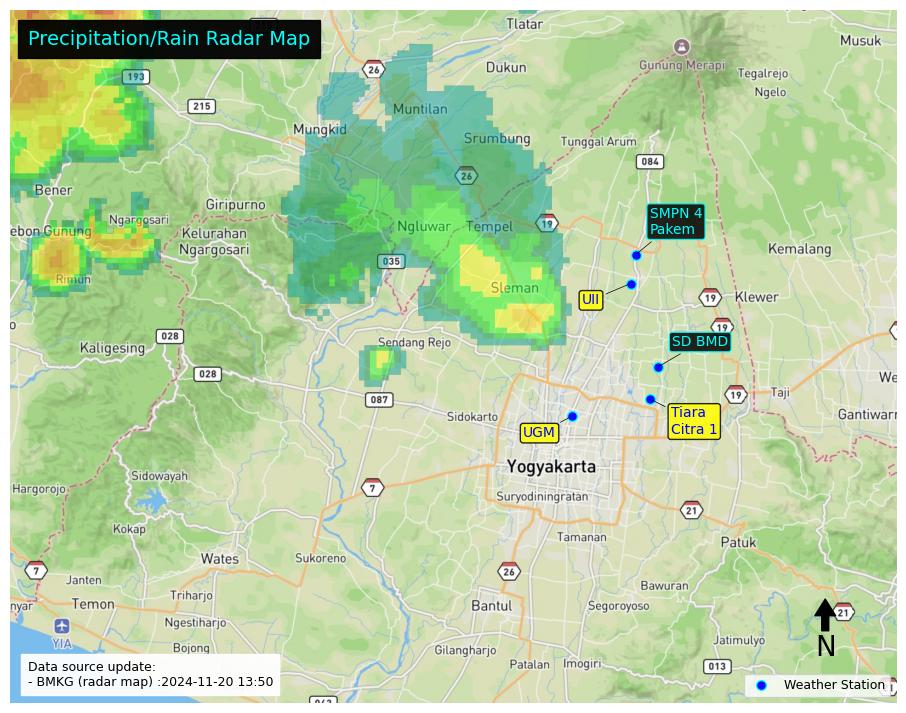 Precipitation/Rain Radar Map
Tlatar
Musuk
26
193
Dukun
Gunung Merapi
Tegalrejo
Ngelo
215
Muntilan
Mungkid
Srumbung
Tunggal Arum
084
26
Bener
Giripurno
SMPN 4
Pakem
Ngargosari
ebon Gunung
Kelurahan
Ngargosari
Ngluwar
Tempel
19
Kemalang
035
Rimun
Sleman
UII
19
Klewer
19
028
Kaligesing
Sendang Rejo
SD BMD
028
087
19
Taji
We
Sidokarto
Tiara
Citra 1
Gantiwarn
UGM
Yogyakarta
Sidowayah
Hargorojo
7
Suryodiningratan
21
Kokap
Tamanan
Patuk
Wates
Sukoreno
7
Janten
26
Bawuran
nyar
Temon
Triharjo
Bantul
Segoroyoso
21
Ngestiharjo
YIA
N
Jatimulyo
Bojong
Gilangharjo
Patalan
Imogiri
013
Data source update:
- BMKG (radar map) :2024-11-20 13:50
Weather Station